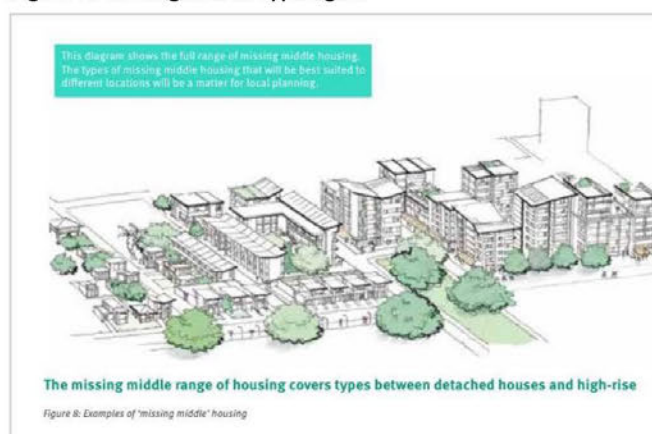 This diagram shows the full range of missing middle housing.
The types of missing middle housing that will be best suited to
different locations will be a matter for local planning.
The missing middle range of housing covers types between detached houses and high-rise
Figure 8: Examples of 'missing middle' housing